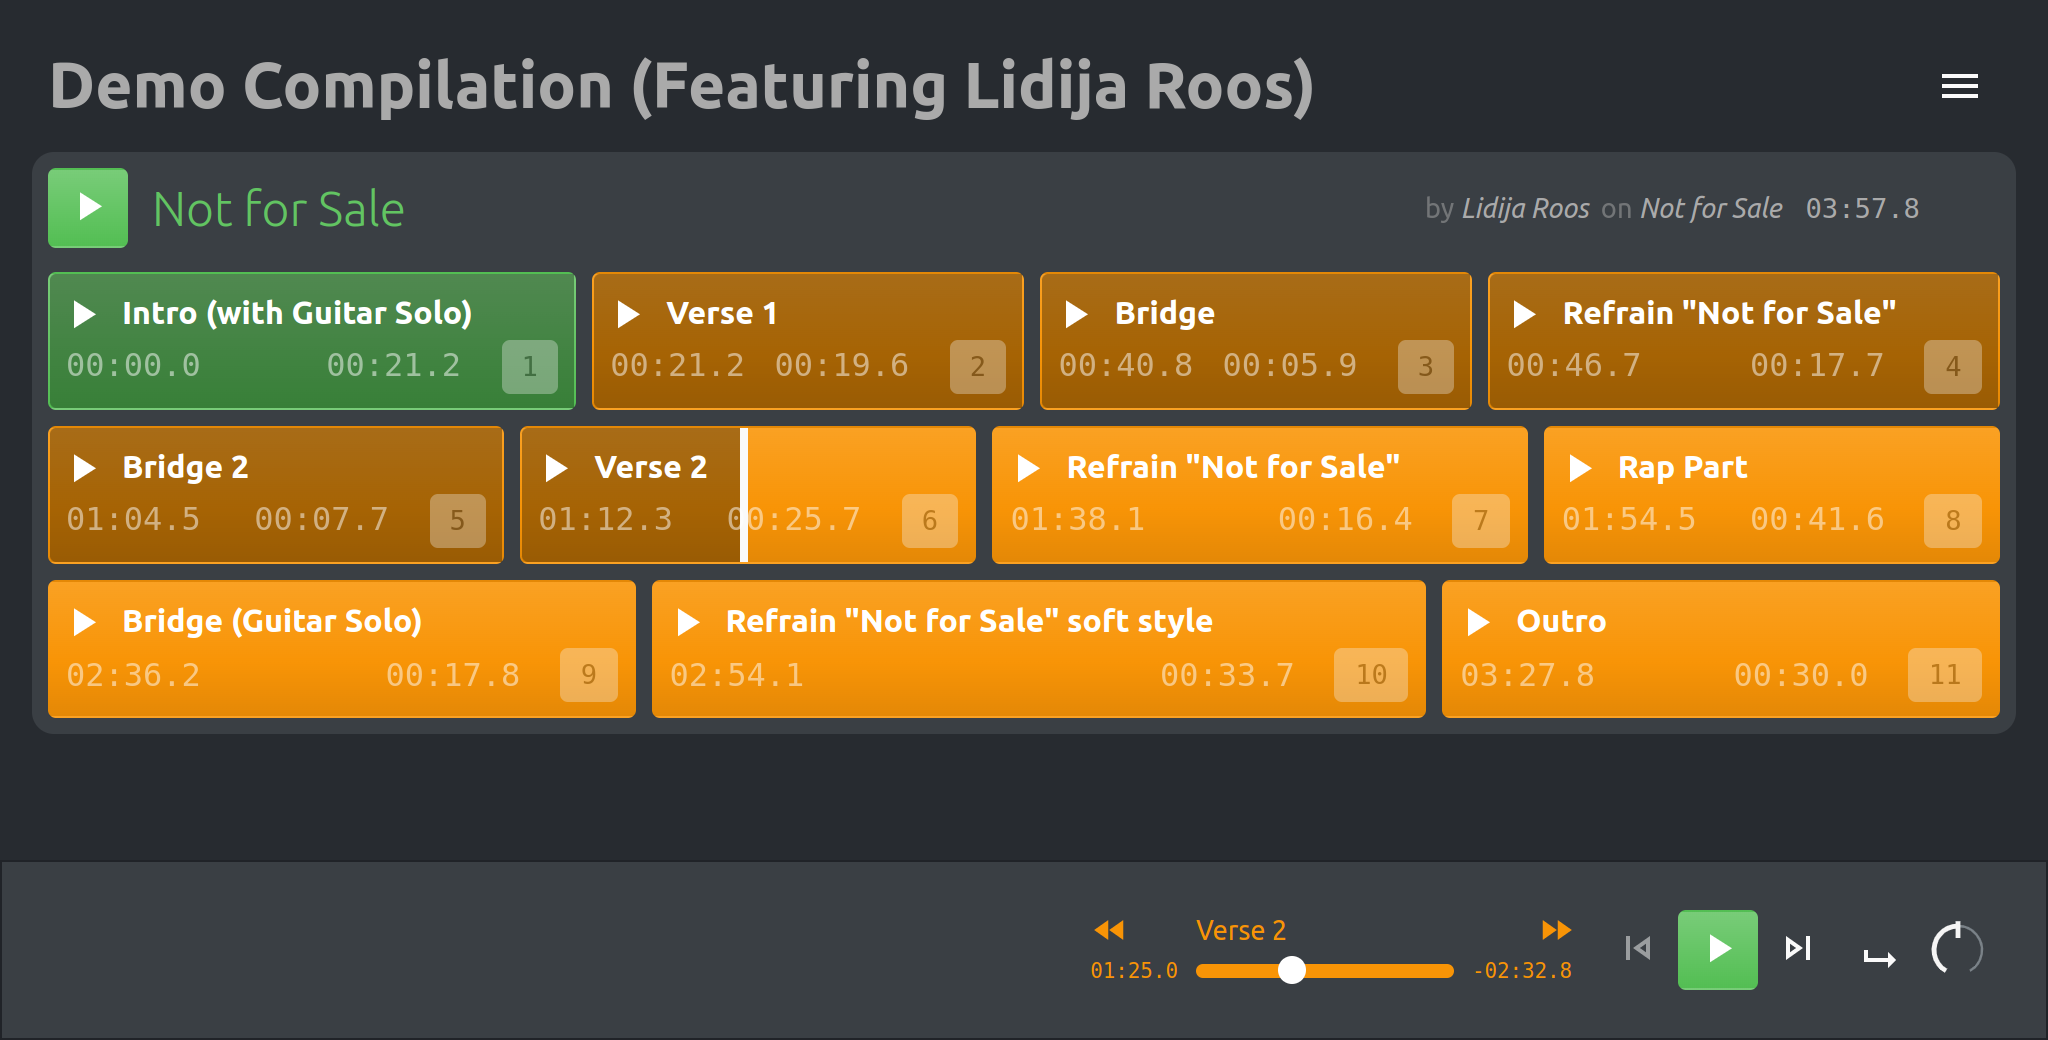 Demo Compilation (Featuring Lidija Roos)
Not for Sale
by Lidija Roos on Not for Sale 03:57.8
Intro (with Guitar Solo)
00:00.0 00:21.2 1
Verse 1
00:21.2 00:19.6 2
Bridge
00:40.8 00:05.9 3
Refrain "Not for Sale"
00:46.7 00:17.7 4
Bridge 2
01:04.5 00:07.7 5
Verse 2
01:12.3 00:25.7 6
Refrain "Not for Sale"
01:38.1 00:16.4 7
Rap Part
01:54.5 00:41.6 8
Bridge (Guitar Solo)
02:36.2 00:17.8 9
Refrain "Not for Sale" soft style
02:54.1 00:33.7 10
Outro
03:27.8 00:30.0 11
Verse 2
01:25.0 -02:32.8